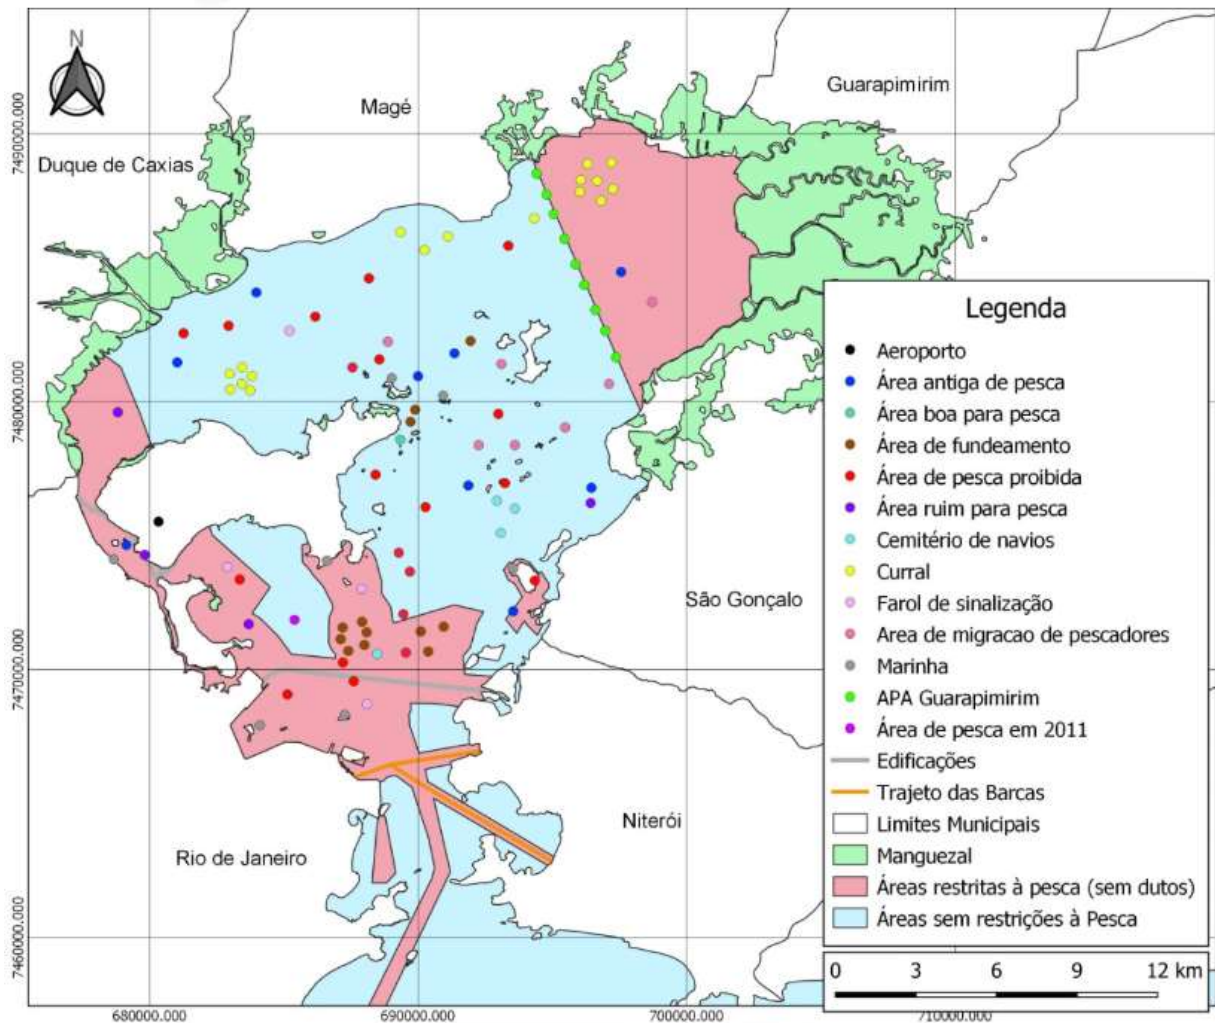 N
Guarapimirim
Magé
Duque de Caxias
São Gonçalo
Niterói
Rio de Janeiro
7490000.000
7480000.000
7470000.000
7460000.000
680000.000
690000.000
700000.000
710000.000
Legenda
Aeroporto
Área antiga de pesca
Área boa para pesca
Área de fundeamento
Área de pesca proibida
Área ruim para pesca
Cemitério de navios
Curral
Farol de sinalização
Area de migracao de pescadores
Marinha
APA Guarapimirim
Área de pesca em 2011
Edificações
Trajeto das Barcas
Limites Municipais
Manguezal
Áreas restritas à pesca (sem dutos)
Áreas sem restrições à Pesca
0 3 6 9 12 km